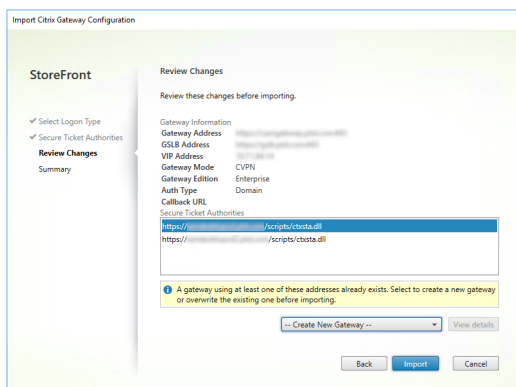 Import Citrix Gateway Configuration
StoreFront
Review Changes
Review these changes before importing.
Select Logon Type
Secure Ticket Authorities
Review Changes
Summary
Gateway Information
Gateway Address
GSLB Address
VIP Address
Gateway Mode CVPN
Gateway Edition Enterprise
Auth Type Domain
Callback URL
Secure Ticket Authorities
https:// /scripts/ctxsta.dll
https:// /scripts/ctxsta.dll
A gateway using at least one of these addresses already exists. Select to create a new gateway
or overwrite the existing one before importing.
-- Create New Gateway -- View details
Back Import Cancel